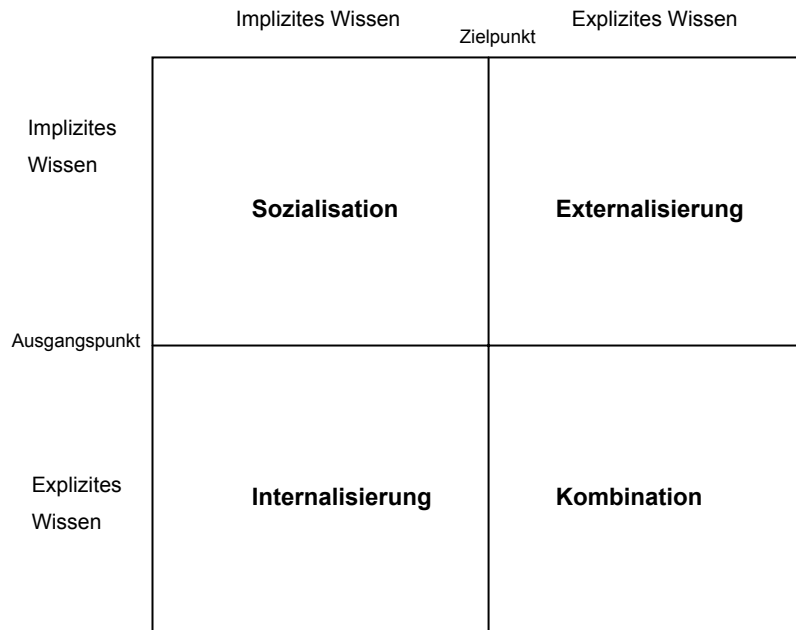 Implizites Wissen
Zielpunkt
Explizites Wissen
Implizites
Wissen
Sozialisation
Externalisierung
Ausgangspunkt
Explizites
Wissen
Internalisierung
Kombination